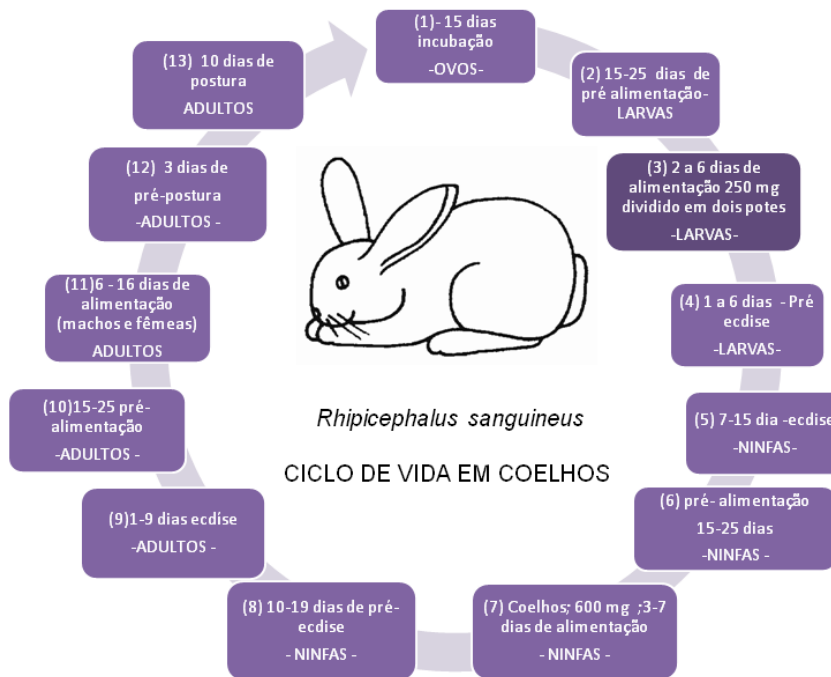 (1)- 15 dias
incubação
-OVOS-
(2) 15-25 dias de
pré alimentação-
LARVAS
(3) 2 a 6 dias de
alimentação 250 mg
dividido em dois potes
-LARVAS-
(4) 1 a 6 dias - Pré
ecdise
-LARVAS-
(5) 7-15 dia -ecdise
-NINFAS-
(6) pré- alimentação
15-25 dias
-NINFAS -
(7) Coelhos; 600 mg ;3-7
dias de alimentação
- NINFAS -
(8) 10-19 dias de pré-
ecdise
- NINFAS -
(9)1-9 dias ecdíse
-ADULTOS -
(10)15-25 pré-
alimentação
-ADULTOS -
(11)6 - 16 dias de
alimentação
(machos e fêmeas)
ADULTOS
(12) 3 dias de
pré-postura
-ADULTOS -
(13) 10 dias de
postura
ADULTOS
Rhipicephalus sanguineus
CICLO DE VIDA EM COELHOS